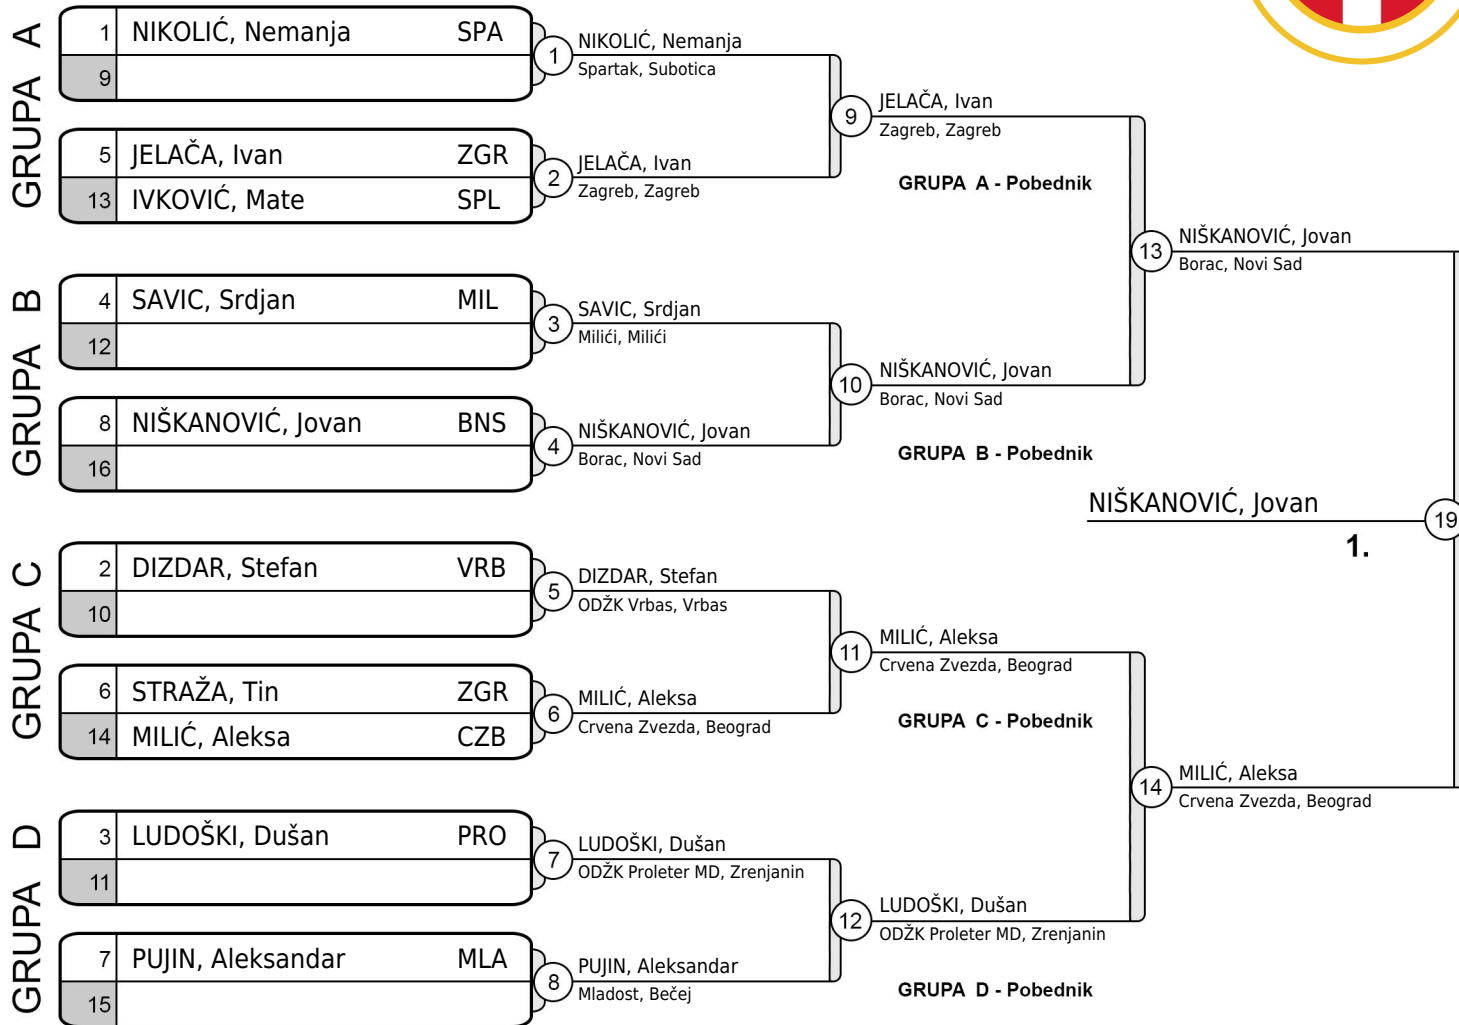 GRUPA A
1 NIKOLIĆ, Nemanja SPA
9
5 JELAČA, Ivan ZGR
13 IVKOVIĆ, Mate SPL
GRUPA B
4 SAVIC, Srdjan MIL
12
8 NIŠKANOVIĆ, Jovan BNS
16
GRUPA C
2 DIZDAR, Stefan VRB
10
6 STRAŽA, Tin ZGR
14 MILIĆ, Aleksa CZB
GRUPA D
3 LUDOŠKI, Dušan PRO
11
7 PUJIN, Aleksandar MLA
15
1 NIKOLIĆ, Nemanja
Spartak, Subotica
2 JELAČA, Ivan
Zagreb, Zagreb
3 SAVIC, Srdjan
Milići, Milići
4 NIŠKANOVIĆ, Jovan
Borac, Novi Sad
5 DIZDAR, Stefan
ODŽK Vrbas, Vrbas
6 MILIĆ, Aleksa
Crvena Zvezda, Beograd
7 LUDOŠKI, Dušan
ODŽK Proleter MD, Zrenjanin
8 PUJIN, Aleksandar
Mladost, Bečej
9 JELAČA, Ivan
Zagreb, Zagreb
GRUPA A - Pobednik
10 NIŠKANOVIĆ, Jovan
Borac, Novi Sad
GRUPA B - Pobednik
11 MILIĆ, Aleksa
Crvena Zvezda, Beograd
GRUPA C - Pobednik
12 LUDOŠKI, Dušan
ODŽK Proleter MD, Zrenjanin
GRUPA D - Pobednik
13 NIŠKANOVIĆ, Jovan
Borac, Novi Sad
14 MILIĆ, Aleksa
Crvena Zvezda, Beograd
NIŠKANOVIĆ, Jovan 19
1.